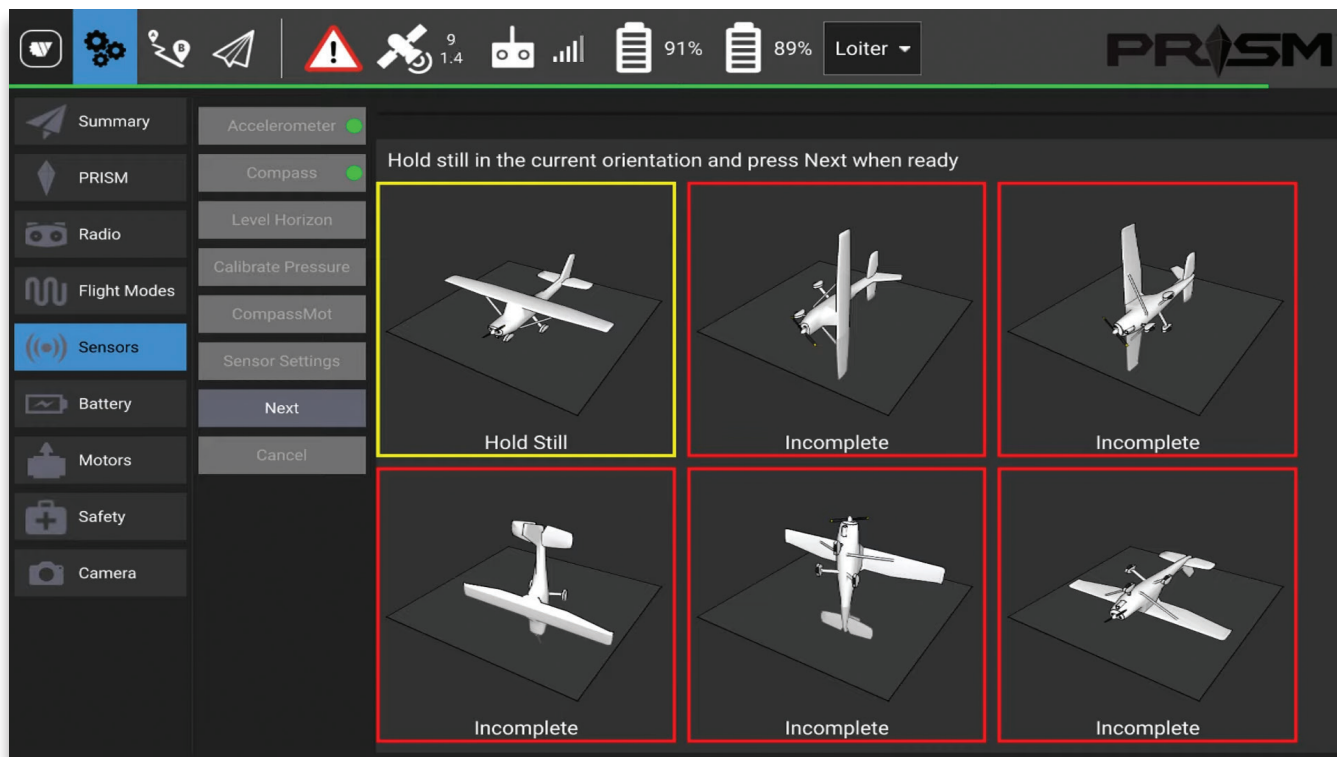 9
1.4
91%
89%
Loiter
PRISM
Summary
PRISM
Radio
Flight Modes
Sensors
Battery
Motors
Safety
Camera
Accelerometer
Compass
Level Horizon
Calibrate Pressure
CompassMot
Sensor Settings
Next
Cancel
Hold still in the current orientation and press Next when ready
Hold Still
Incomplete
Incomplete
Incomplete
Incomplete
Incomplete